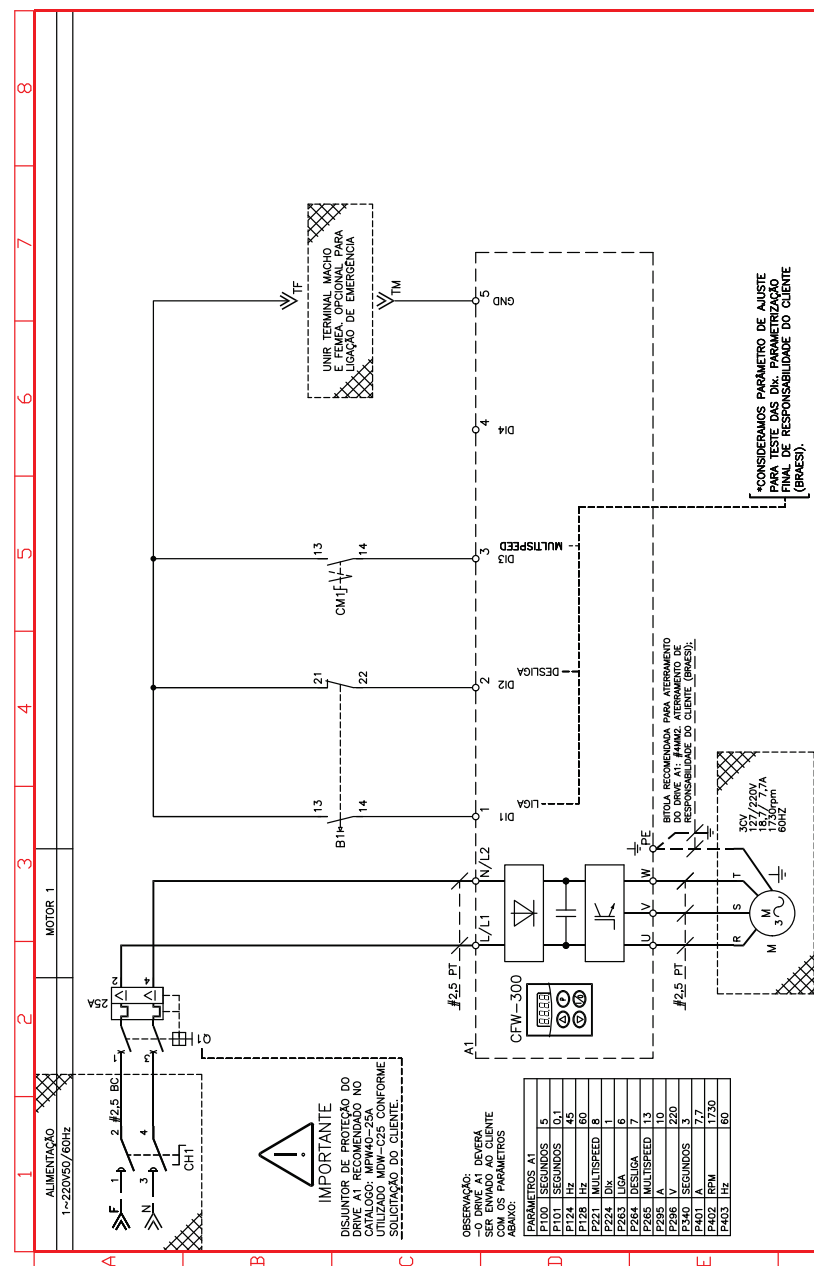 1
2
3
4
5
6
7
8
A
B
C
D
E
ALIMENTAÇÃO
1~220V50/60Hz
MOTOR 1
F
N
1
2
3
4
CH1
#2,5 BC
1
3
Q1
25A
2
4
IMPORTANTE
DISJUNTOR DE PROTEÇÃO DO
DRIVE A1 RECOMENDADO NO
CATALOGO: MPW40-25A
UTILIZADO MDW-C25 CONFORME
SOLICITAÇÃO DO CLIENTE.
UNIR TERMINAL MACHO
E FEMEA. OPCIONAL PARA
LIGAÇÃO DE EMERGÊNCIA
TF
TM
B1
13
14
21
22
CM1
13
14
#2,5 PT
A1
CFW-300
8.8.8.8
P
I/O
L/L1
N/L2
1
DI1
LIGA
2
DI2
DESLIGA
3
DI3
MULTISPEED
4
DI4
5
GND
U
V
W
PE
#2,5 PT
R
S
T
M
M
3
3CV
127/220V
18,7/ 7,7A
1730rpm
60HZ
BITOLA RECOMENDADA PARA ATERRAMENTO
DO DRIVE A1: #4MM2. ATERRAMENTO DE
RESPONSABILIDADE DO CLIENTE (BRAESI);
*CONSIDERAMOS PARÂMETRO DE AJUSTE
PARA TESTE DAS DIx. PARAMETRIZAÇÃO
FINAL DE RESPONSABILIDADE DO CLIENTE
(BRAESI).
OBSERVAÇÃO:
-O DRIVE A1 DEVERÁ
SER ENVIADO AO CLIENTE
COM OS PARÂMETROS
ABAIXO:
PARÂMETROS A1
P100 SEGUNDOS 5
P101 SEGUNDOS 0,1
P124 Hz 45
P128 Hz 60
P221 MULTISPEED 8
P224 DIx 1
P263 LIGA 6
P264 DESLIGA 7
P265 MULTISPEED 13
P295 A 10
P296 V 220
P340 SEGUNDOS 3
P401 A 7,7
P402 RPM 1730
P403 Hz 60